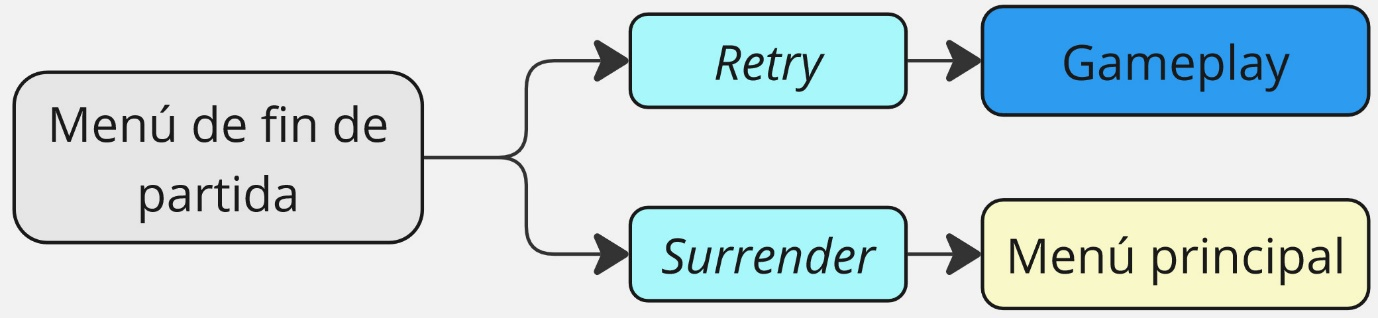 Menú de fin de
partida
Retry
Gameplay
Surrender
Menú principal